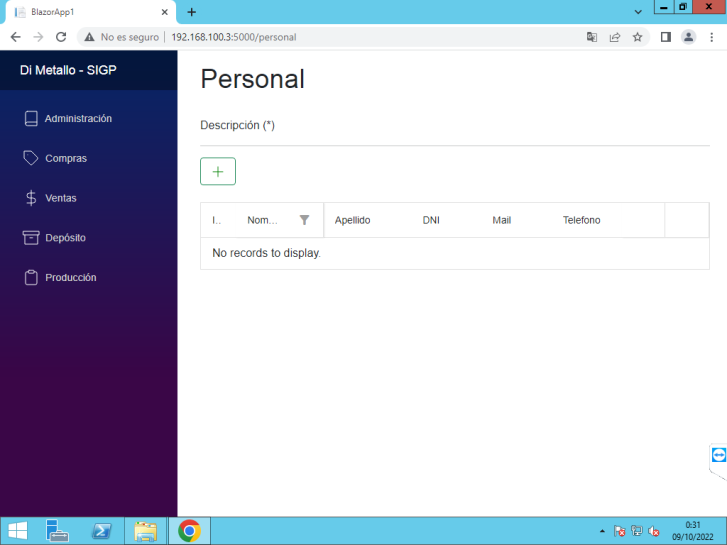 BlazorApp1
No es seguro | 192.168.100.3:5000/personal
Di Metallo - SIGP
Administración
Compras
Ventas
Depósito
Producción
Personal
Descripción (*)
I.. Nom... Apellido DNI Mail Telefono
No records to display.
0:31
09/10/2022